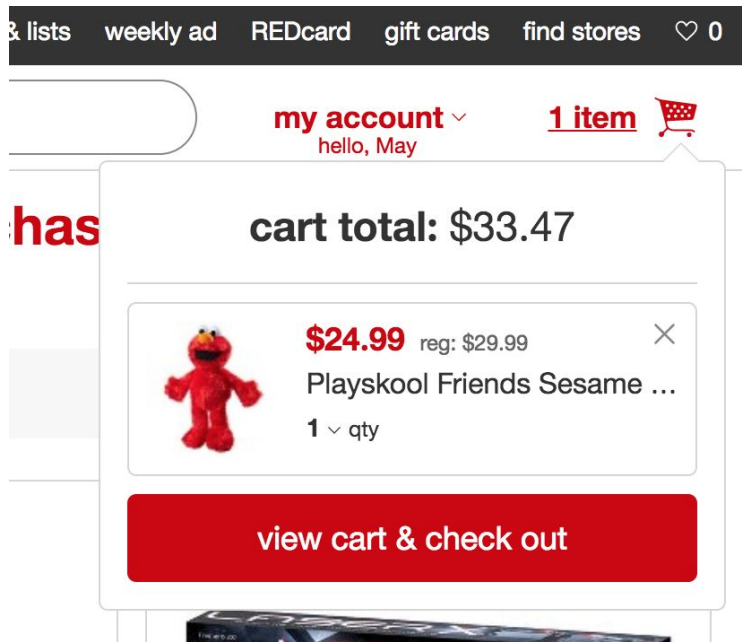 & lists weekly ad REDcard gift cards find stores 0
my account 1 item
hello, May
cart total: $33.47
$24.99 reg: $29.99
Playskool Friends Sesame ...
1 qty
view cart & check out